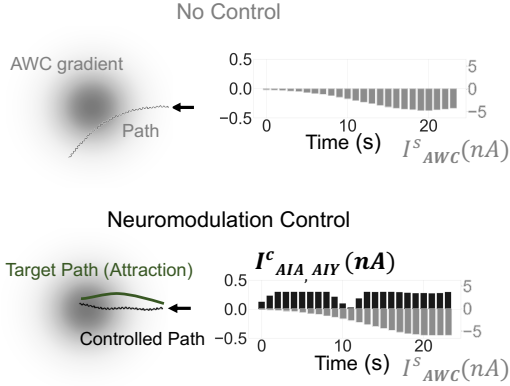 No Control
AWC gradient
Path
0.5
0.0
−0.5
5
0
−5
0 10 20
Time (s)
I^s_AWC(nA)
Neuromodulation Control
Target Path (Attraction)
Controlled Path
I^c_AIA, AIY(nA)
0.5
0.0
−0.5
5
0
−5
0 10 20
Time (s)
I^s_AWC(nA)